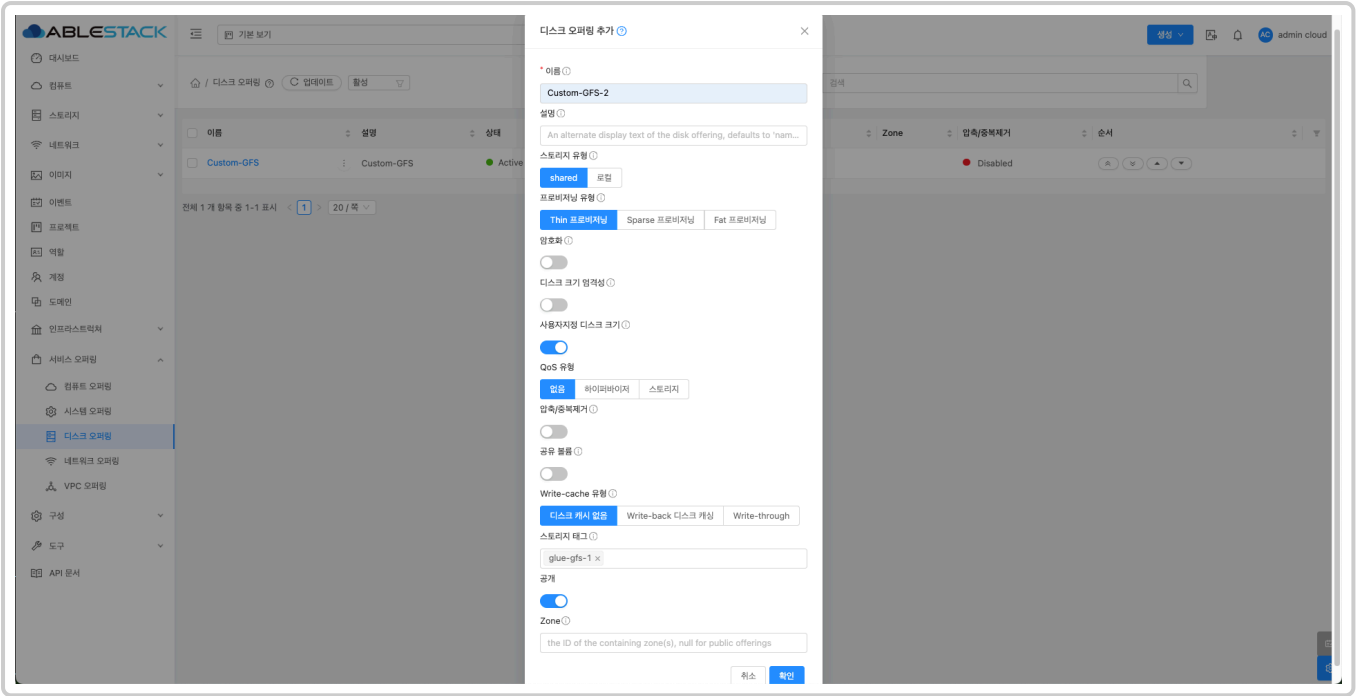 ABLESTACK
기본 보기
생성
AC admin cloud
대시보드
컴퓨트
스토리지
네트워크
이미지
이벤트
프로젝트
역할
계정
도메인
인프라스트럭쳐
서비스 오퍼링
컴퓨트 오퍼링
시스템 오퍼링
디스크 오퍼링
네트워크 오퍼링
VPC 오퍼링
구성
도구
API 문서
/ 디스크 오퍼링 업데이트 활성
검색
이름 설명 상태 Zone 압축/중복제거 순서
Custom-GFS Custom-GFS Active Disabled
전체 1 개 항목 중 1-1 표시 < 1 > 20 / 쪽
디스크 오퍼링 추가
* 이름
Custom-GFS-2
설명
An alternate display text of the disk offering, defaults to 'nam...
스토리지 유형
shared 로컬
프로비저닝 유형
Thin 프로비저닝 Sparse 프로비저닝 Fat 프로비저닝
암호화
디스크 크기 엄격성
사용자지정 디스크 크기
QoS 유형
없음 하이퍼바이저 스토리지
압축/중복제거
공유 볼륨
Write-cache 유형
디스크 캐시 없음 Write-back 디스크 캐싱 Write-through
스토리지 태그
glue-gfs-1 ×
공개
Zone
the ID of the containing zone(s), null for public offerings
취소 확인